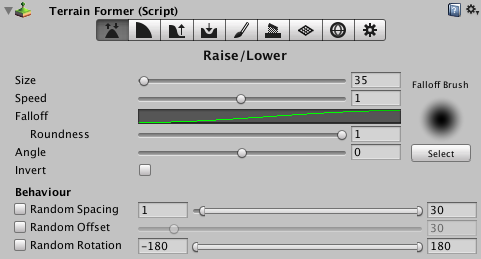 Terrain Former (Script)
Raise/Lower
Size 35
Speed 1
Falloff
Roundness 1
Angle 0
Invert
Falloff Brush
Select
Behaviour
Random Spacing 1 30
Random Offset 30
Random Rotation -180 180